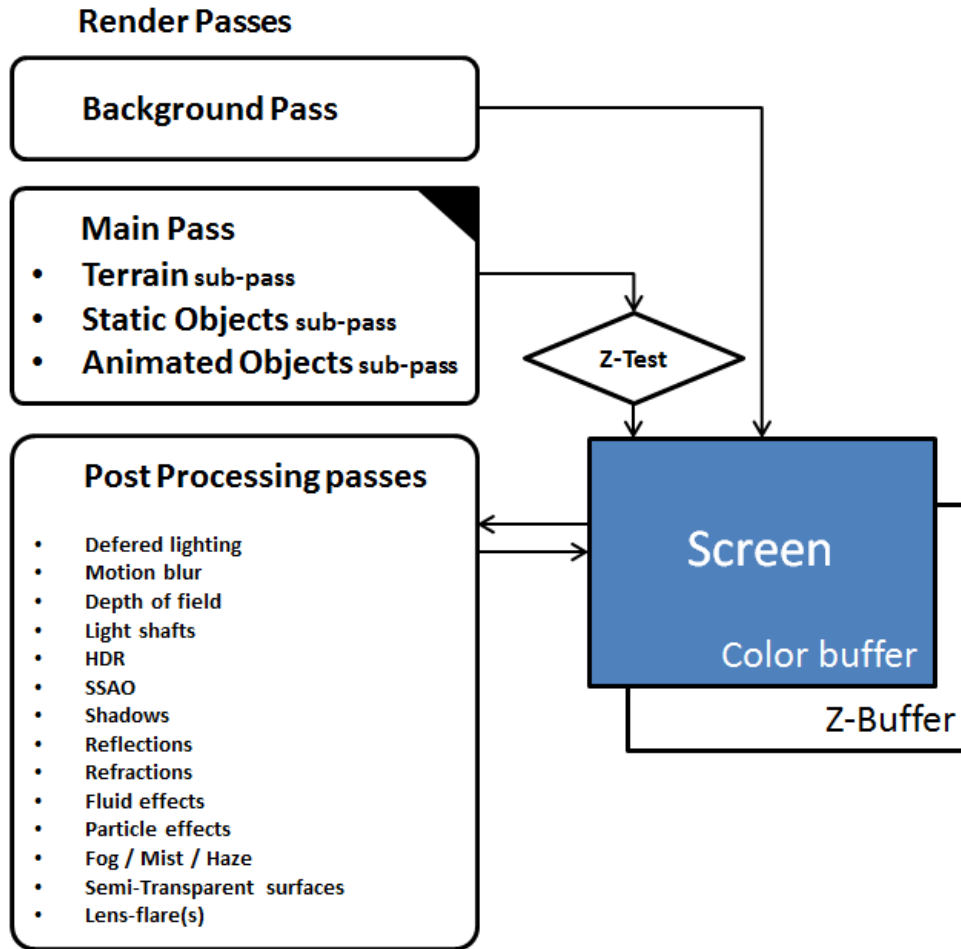 Render Passes
Background Pass
Main Pass
• Terrain sub-pass
• Static Objects sub-pass
• Animated Objects sub-pass
Z-Test
Post Processing passes
• Defered lighting
• Motion blur
• Depth of field
• Light shafts
• HDR
• SSAO
• Shadows
• Reflections
• Refractions
• Fluid effects
• Particle effects
• Fog / Mist / Haze
• Semi-Transparent surfaces
• Lens-flare(s)
Screen
Color buffer
Z-Buffer